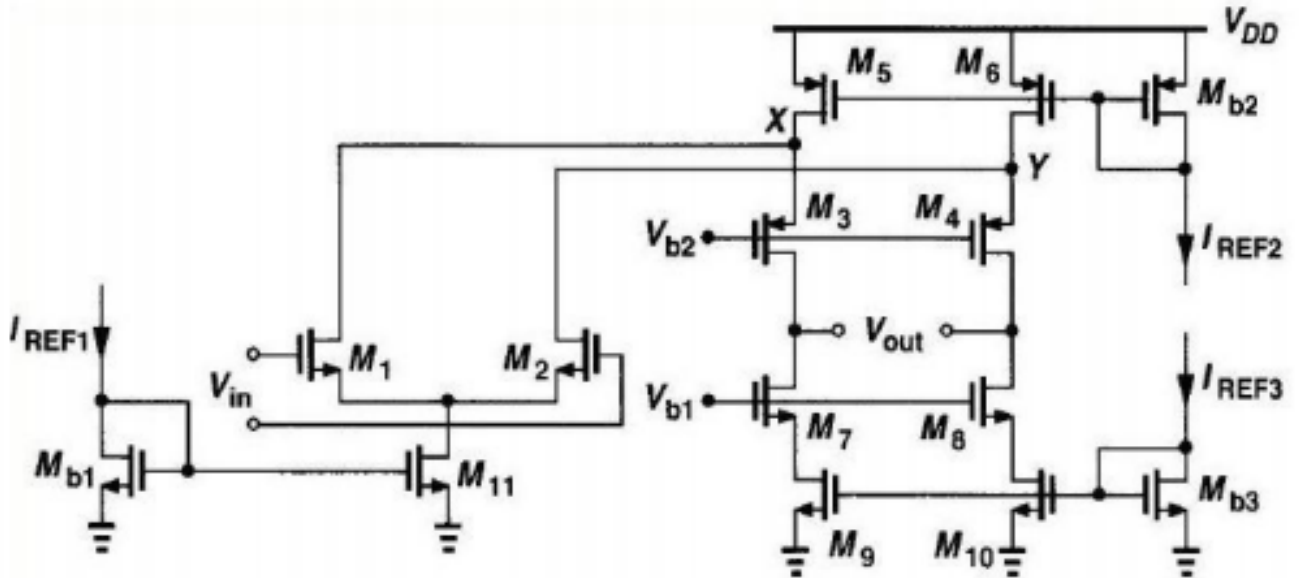 V_DD
M_5
M_6
M_b2
X
Y
M_3
M_4
V_b2
I_REF2
I_REF1
M_1
M_2
V_in
V_out
V_b1
I_REF3
M_7
M_8
M_b1
M_11
M_b3
M_9
M_10